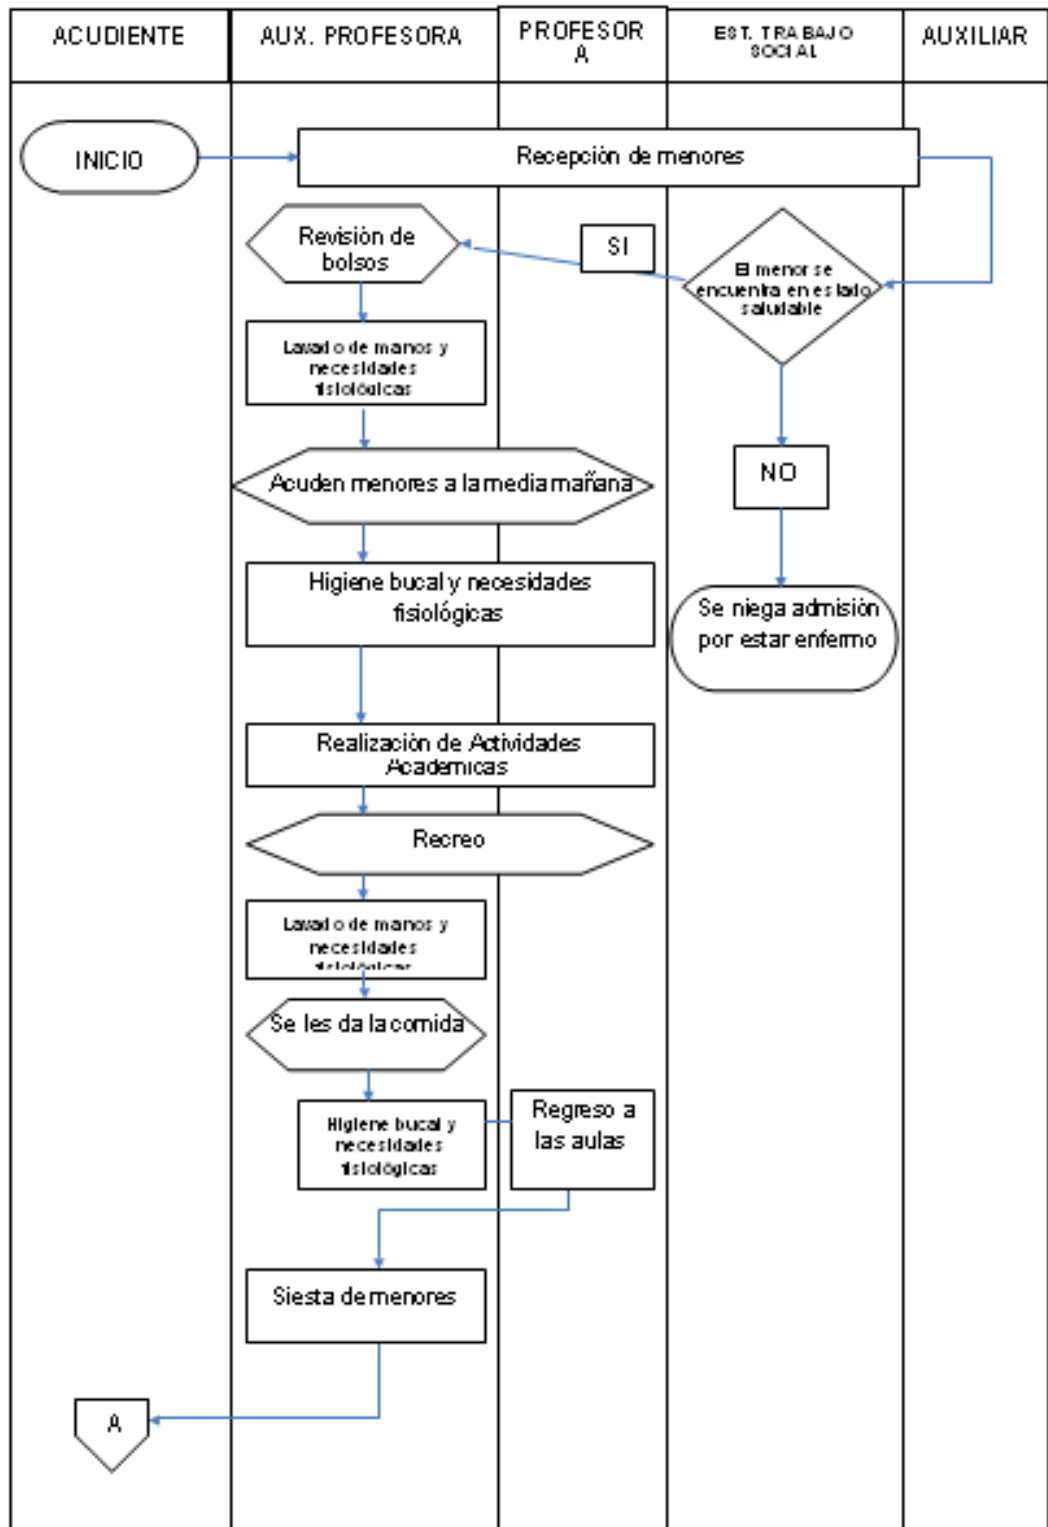 ACUDIENTE
AUX. PROFESORA
PROFESOR
A
EST. TRABAJO
SOCIAL
AUXILIAR
INICIO
Recepción de menores
Revisión de
bolsos
SI
El menor se
encuentra en estado
saludable
Lavado de manos y
necesidades
fisiológicas
Acuden menores a la media mañana
NO
Higiene bucal y necesidades
fisiológicas
Se niega admisión
por estar enfermo
Realización de Actividades
Académicas
Recreo
Lavado de manos y
necesidades
fisiológicas
Se les da la comida
Higiene bucal y
necesidades
fisiológicas
Regreso a
las aulas
Siesta de menores
A